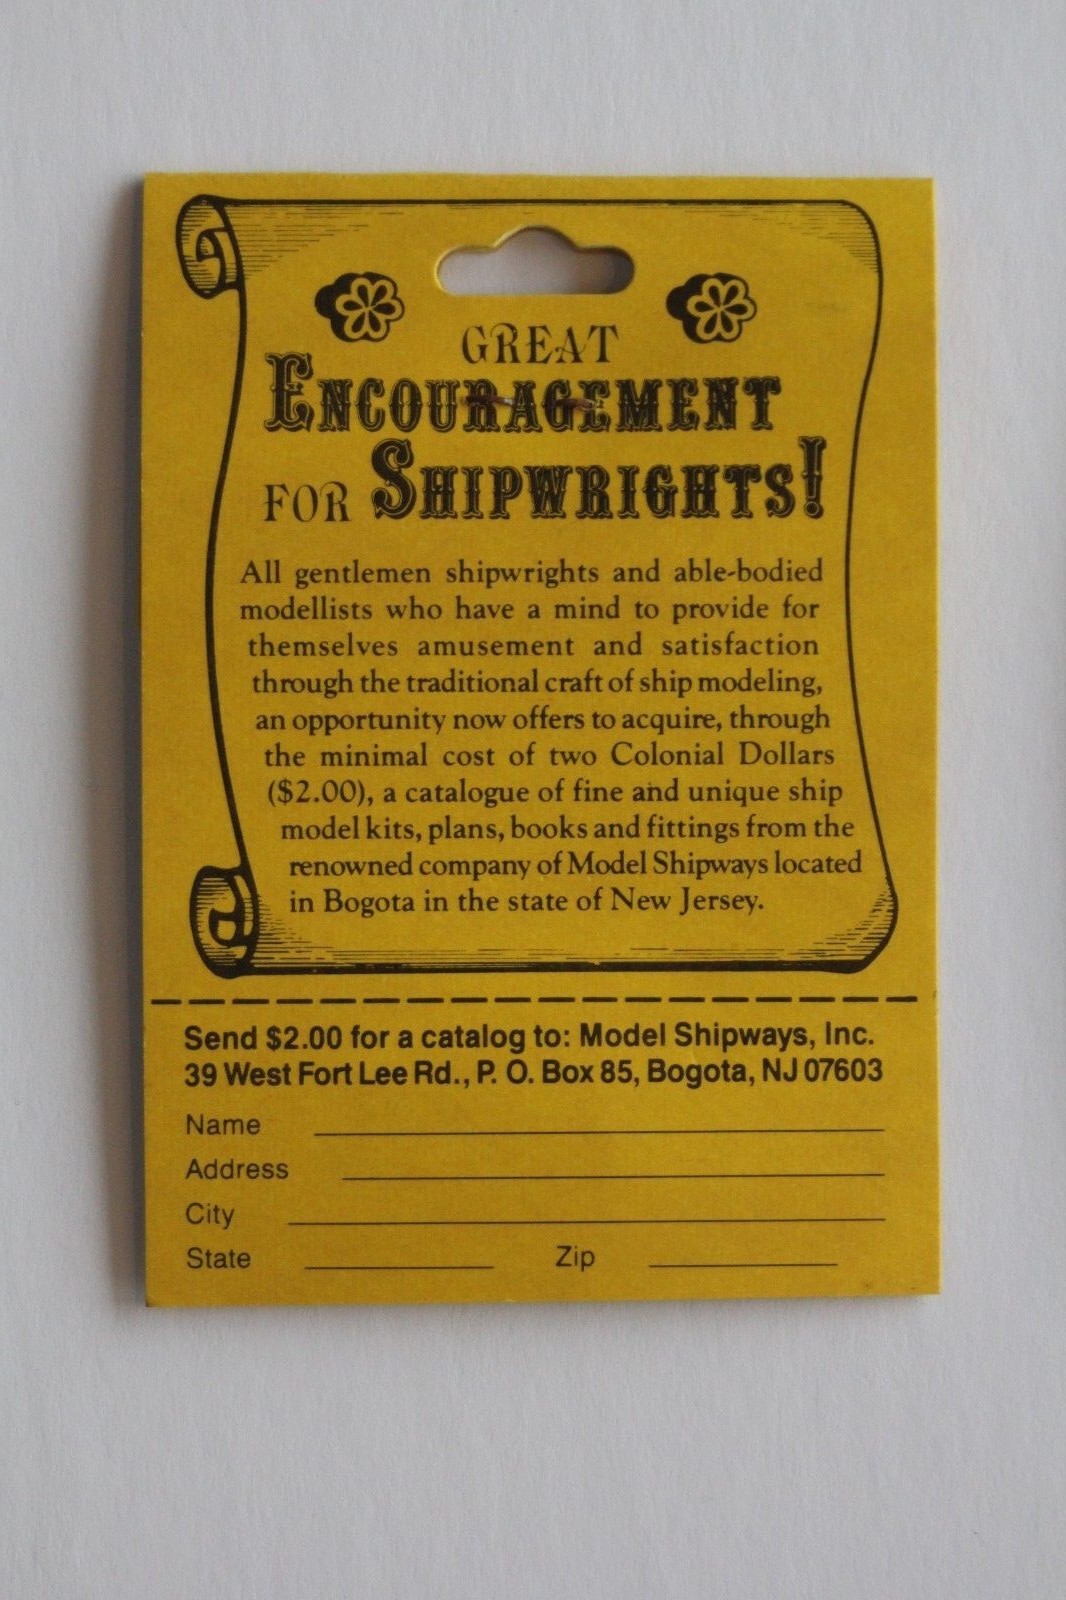 GREAT
ENCOURAGEMENT
FOR SHIPWRIGHTS!
All gentlemen shipwrights and able-bodied
modellists who have a mind to provide for
themselves amusement and satisfaction
through the traditional craft of ship modeling,
an opportunity now offers to acquire, through
the minimal cost of two Colonial Dollars
($2.00), a catalogue of fine and unique ship
model kits, plans, books and fittings from the
renowned company of Model Shipways located
in Bogota in the state of New Jersey.
Send $2.00 for a catalog to: Model Shipways, Inc.
39 West Fort Lee Rd., P. O. Box 85, Bogota, NJ 07603
Name
Address
City
State Zip